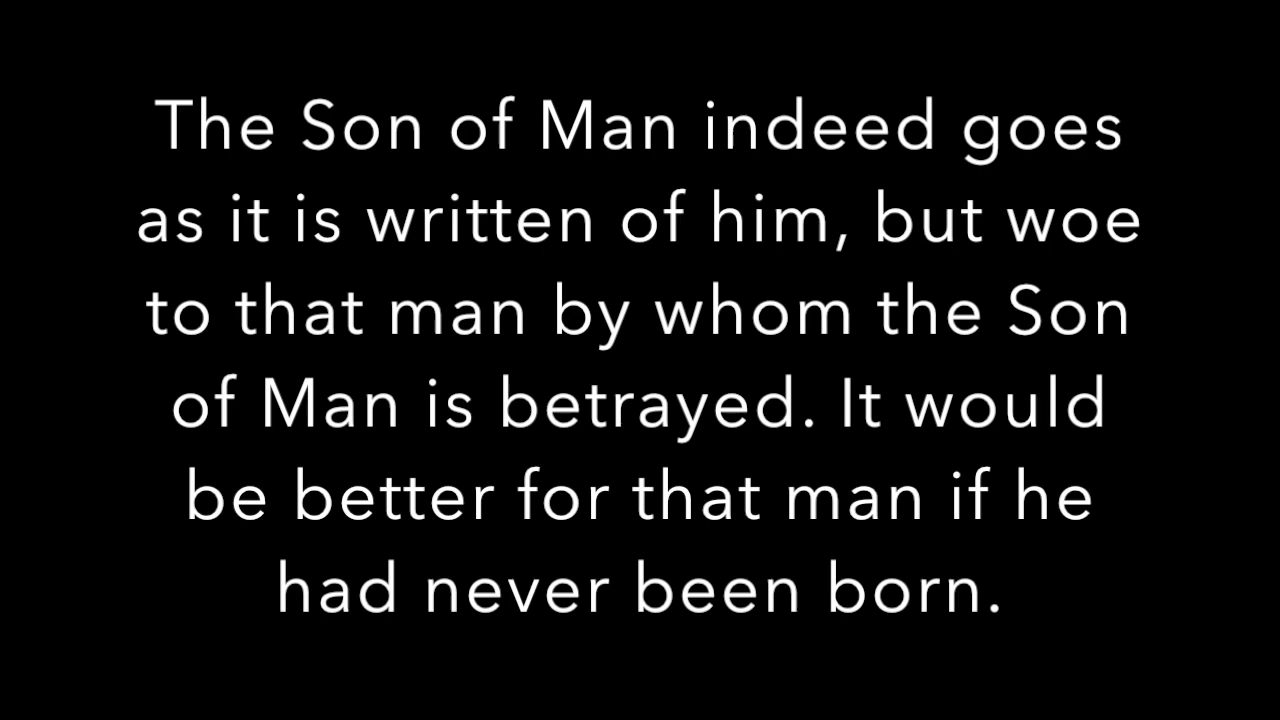 The Son of Man indeed goes
as it is written of him, but woe
to that man by whom the Son
of Man is betrayed. It would
be better for that man if he
had never been born.